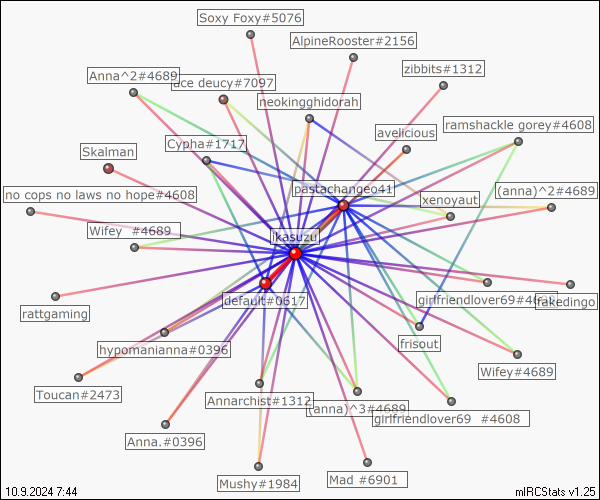 Soxy Foxy#5076
AlpineRooster#2156
zibbits#1312
Anna^2#4689
ace deucy#7097
neokingghidorah
avelicious
ramshackle gorey#4608
Cypha#1717
Skalman
pastachangeo41
no cops no laws no hope#4608
xenoyaut
(anna)^2#4689
Wifey #4689
ikasuzu
default#0617
girlfriendlover69#4608
fakedingo
rattgaming
hypomanianna#0396
frisout
Wifey#4689
Toucan#2473
Annarchist#1312
(anna)^3#4689
girlfriendlover69 #4608
Anna.#0396
Mushy#1984
Mad #6901
10.9.2024 7:44
mIRCStats v1.25